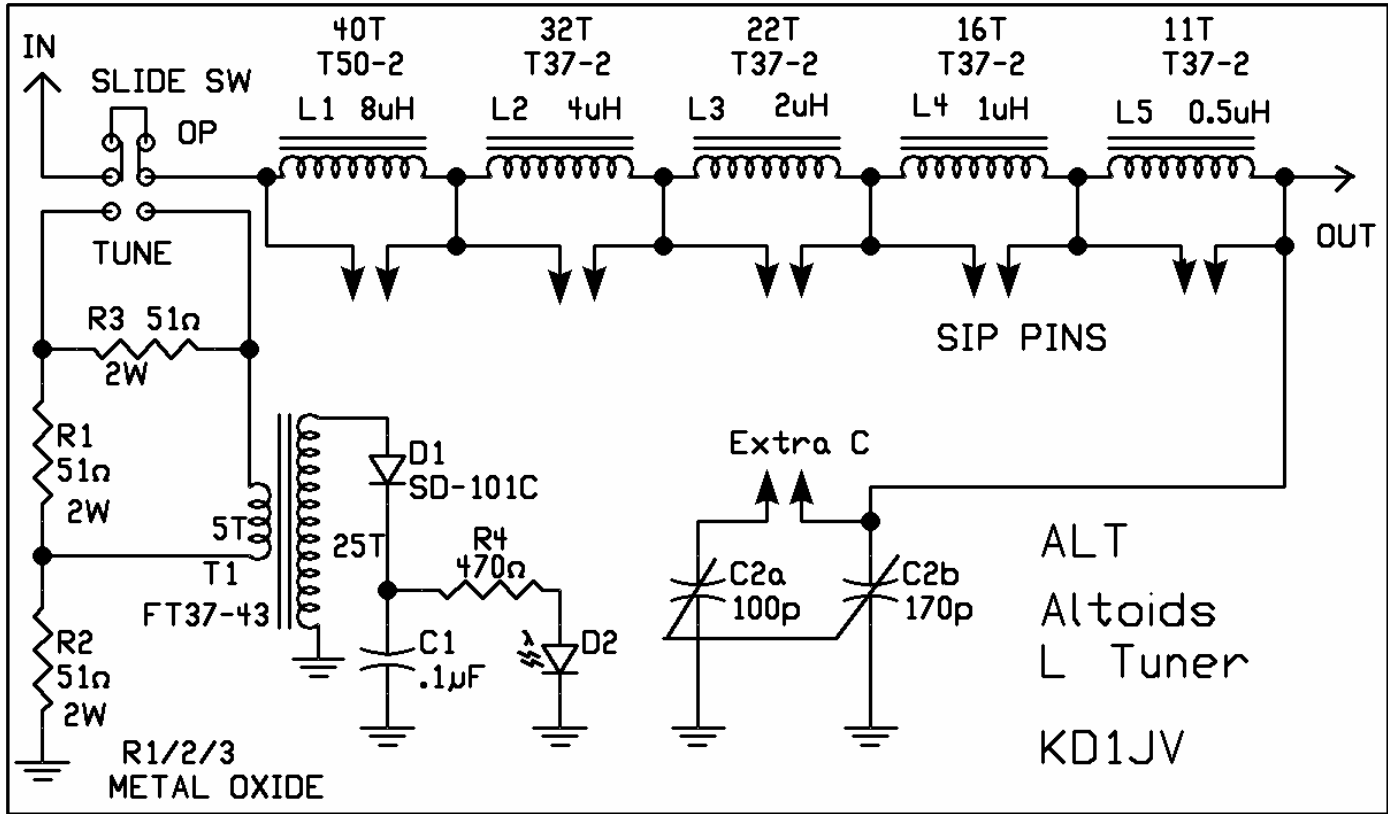 IN
SLIDE SW
OP
TUNE
40T
T50-2
L1 8uH
32T
T37-2
L2 4uH
22T
T37-2
L3 2uH
16T
T37-2
L4 1uH
11T
T37-2
L5 0.5uH
OUT
SIP PINS
R3 51Ω
2W
R1
51Ω
2W
5T
T1
FT37-43
25T
D1
SD-101C
R4
470Ω
C1
.1µF
λ
D2
R2
51Ω
2W
R1/2/3
METAL OXIDE
Extra C
C2a
100p
C2b
170p
ALT
Altoids
L Tuner
KD1JV